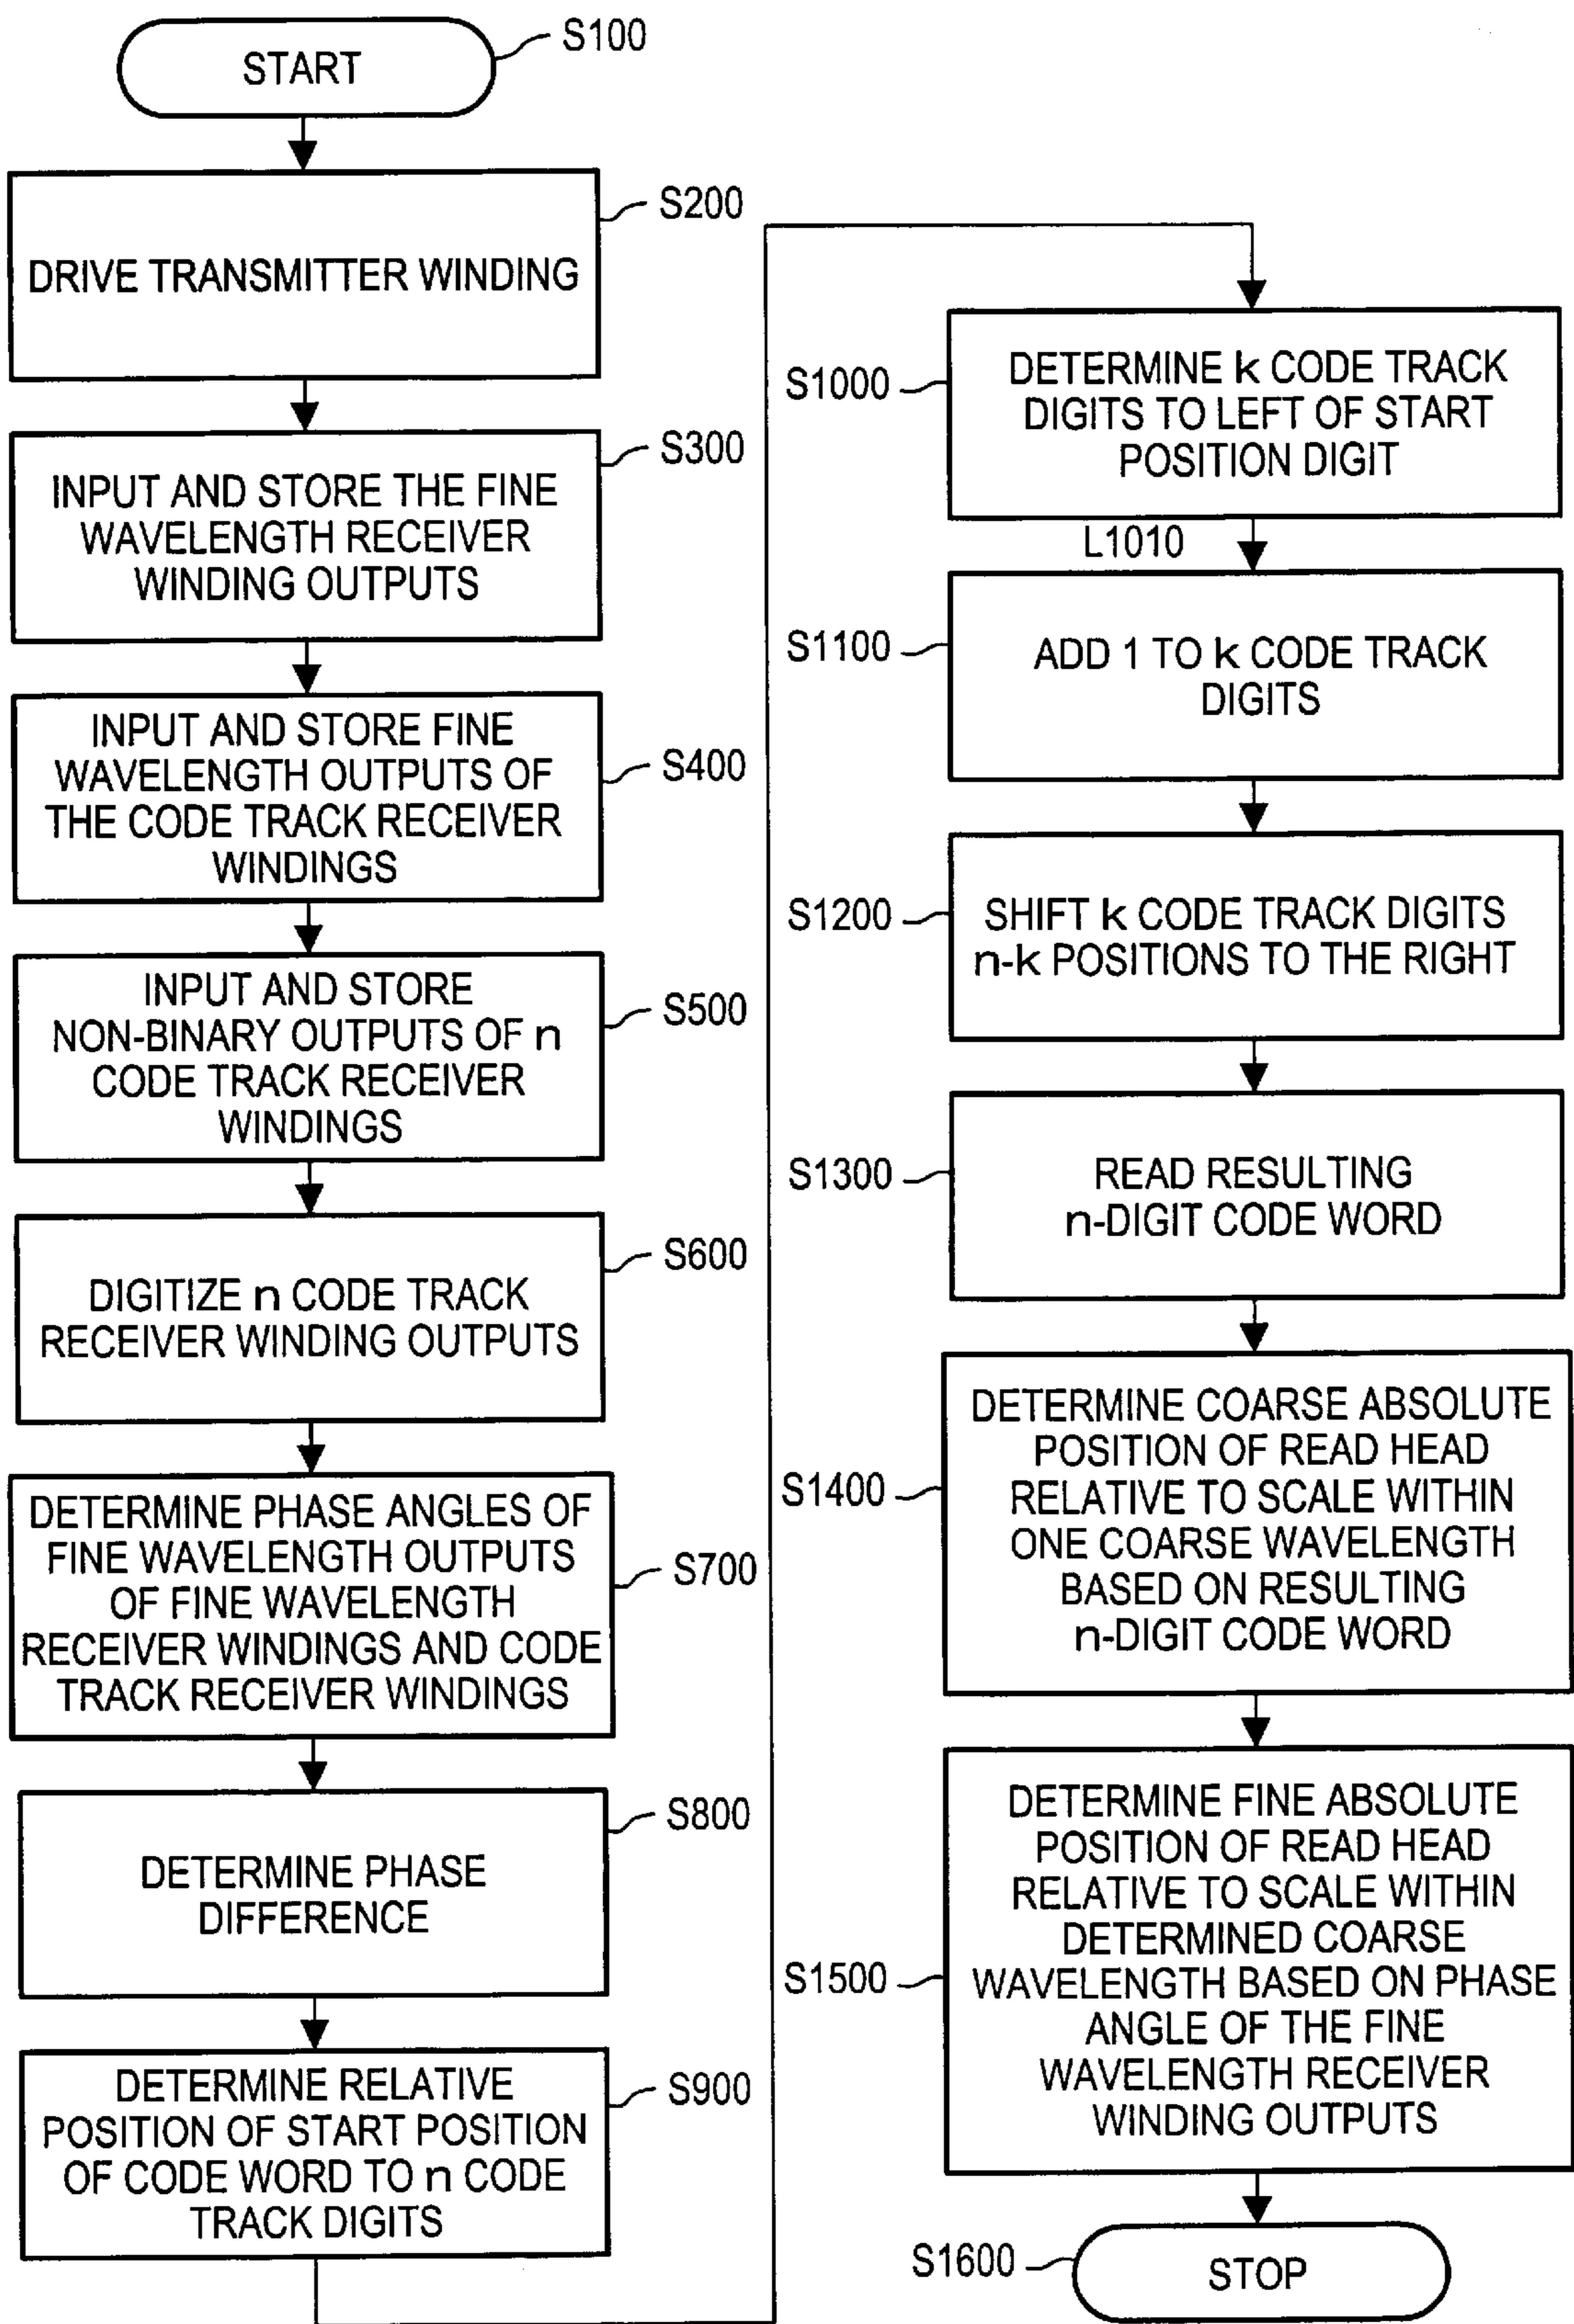 START
S100
DRIVE TRANSMITTER WINDING
S200
INPUT AND STORE THE FINE
WAVELENGTH RECEIVER
WINDING OUTPUTS
S300
INPUT AND STORE FINE
WAVELENGTH OUTPUTS OF
THE CODE TRACK RECEIVER
WINDINGS
S400
INPUT AND STORE
NON-BINARY OUTPUTS OF n
CODE TRACK RECEIVER
WINDINGS
S500
DIGITIZE n CODE TRACK
RECEIVER WINDING OUTPUTS
S600
DETERMINE PHASE ANGLES OF
FINE WAVELENGTH OUTPUTS
OF FINE WAVELENGTH
RECEIVER WINDINGS AND CODE
TRACK RECEIVER WINDINGS
S700
DETERMINE PHASE
DIFFERENCE
S800
DETERMINE RELATIVE
POSITION OF START POSITION
OF CODE WORD TO n CODE
TRACK DIGITS
S900
S1000
DETERMINE k CODE TRACK
DIGITS TO LEFT OF START
POSITION DIGIT
L1010
S1100
ADD 1 TO k CODE TRACK
DIGITS
S1200
SHIFT k CODE TRACK DIGITS
n-k POSITIONS TO THE RIGHT
S1300
READ RESULTING
n-DIGIT CODE WORD
S1400
DETERMINE COARSE ABSOLUTE
POSITION OF READ HEAD
RELATIVE TO SCALE WITHIN
ONE COARSE WAVELENGTH
BASED ON RESULTING
n-DIGIT CODE WORD
S1500
DETERMINE FINE ABSOLUTE
POSITION OF READ HEAD
RELATIVE TO SCALE WITHIN
DETERMINED COARSE
WAVELENGTH BASED ON PHASE
ANGLE OF THE FINE
WAVELENGTH RECEIVER
WINDING OUTPUTS
S1600
STOP